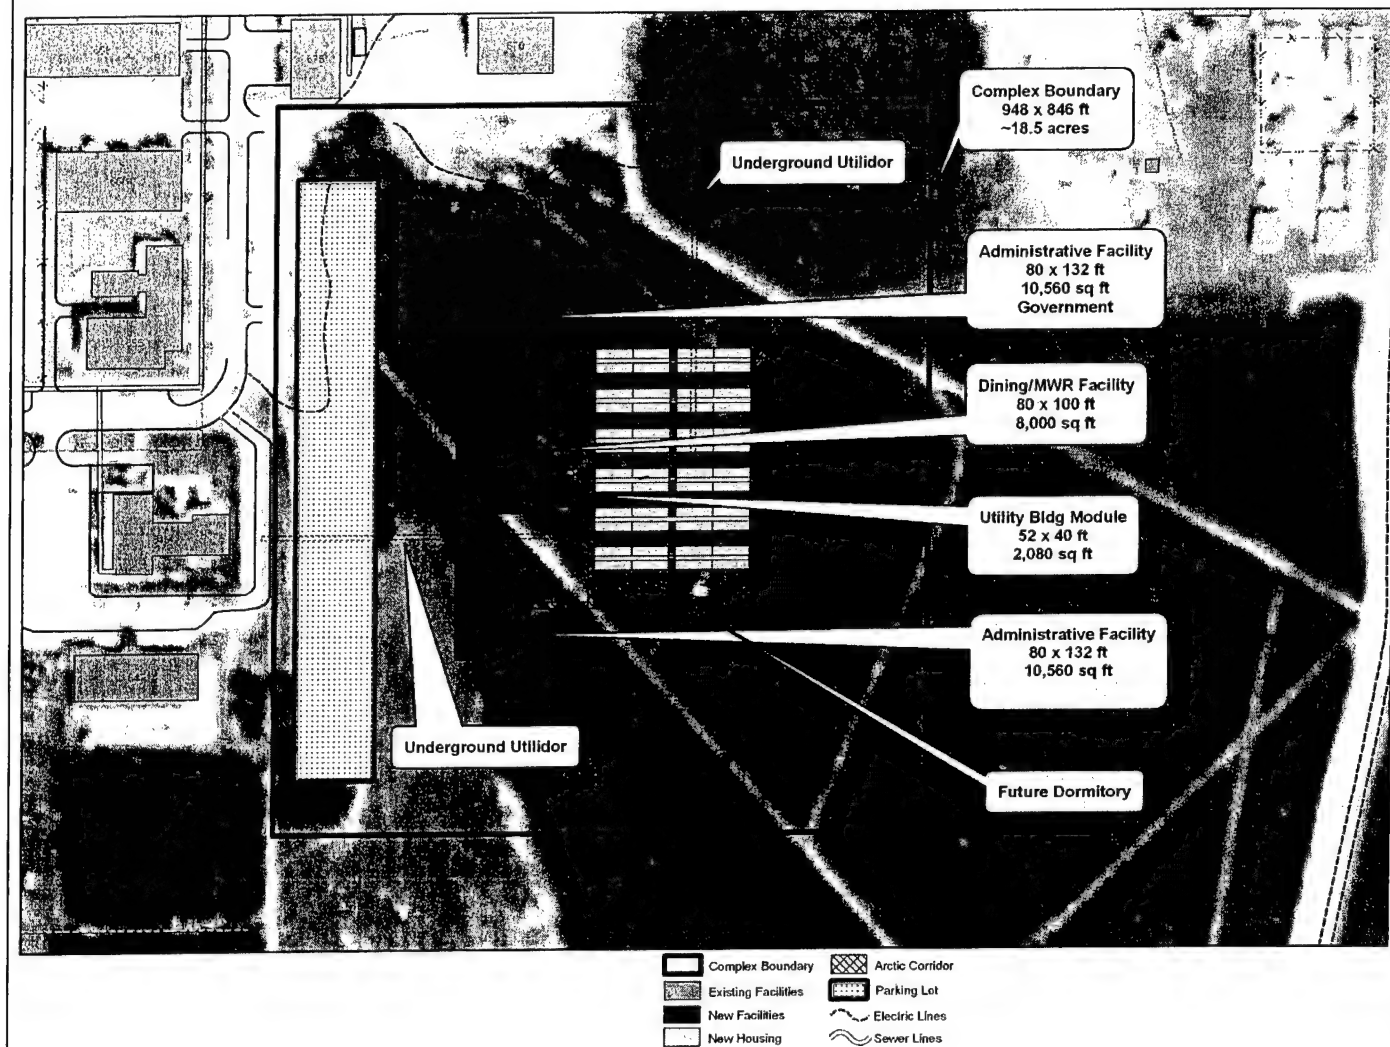 Complex Boundary
948 x 846 ft
~18.5 acres
Underground Utilidor
Administrative Facility
80 x 132 ft
10,560 sq ft
Government
Dining/MWR Facility
80 x 100 ft
8,000 sq ft
Utility Bldg Module
52 x 40 ft
2,080 sq ft
Administrative Facility
80 x 132 ft
10,560 sq ft
Underground Utilidor
Future Dormitory
Complex Boundary
Existing Facilities
New Facilities
New Housing
Arctic Corridor
Parking Lot
Electric Lines
Sewer Lines